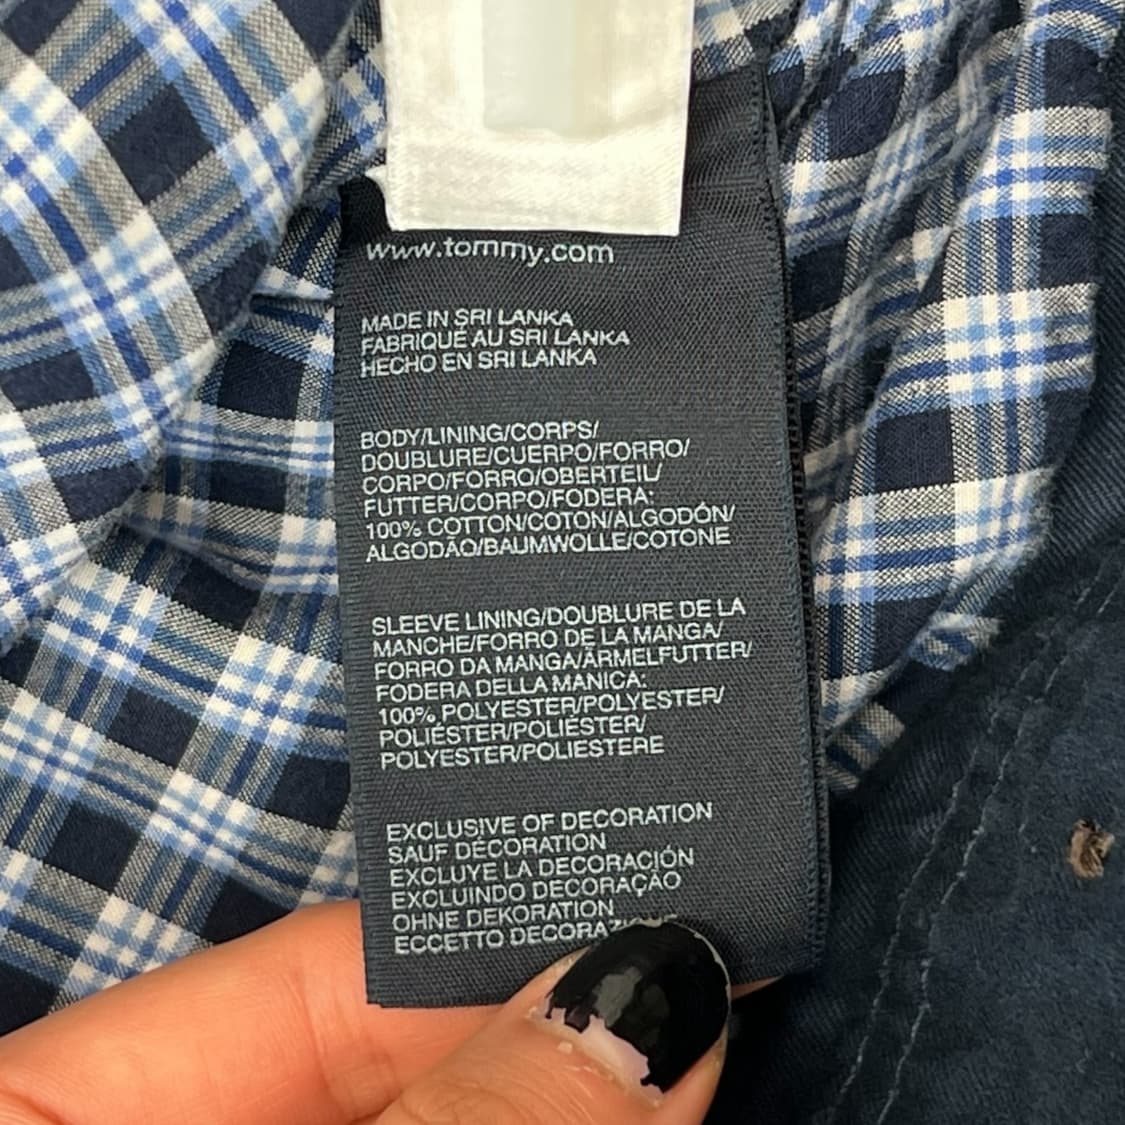 www.tommy.com
MADE IN SRI LANKA
FABRIQUÉ AU SRI LANKA
HECHO EN SRI LANKA
BODY/LINING/CORPS/
DOUBLURE/CUERPO/FORRO/
CORPO/FORRO/OBERTEIL/
FUTTER/CORPO/FODERA:
100% COTTON/COTON/ALGODÓN/
ALGODÃO/BAUMWOLLE/COTONE
SLEEVE LINING/DOUBLURE DE LA
MANCHE/FORRO DE LA MANGA/
FORRO DA MANGA/ÄRMELFUTTER/
FODERA DELLA MANICA:
100% POLYESTER/POLYESTER/
POLIÉSTER/POLIÉSTER/
POLYESTER/POLIESTERE
EXCLUSIVE OF DECORATION
SAUF DÉCORATION
EXCLUYE LA DECORACIÓN
EXCLUINDO DECORAÇÃO
OHNE DEKORATION
ECCETTO